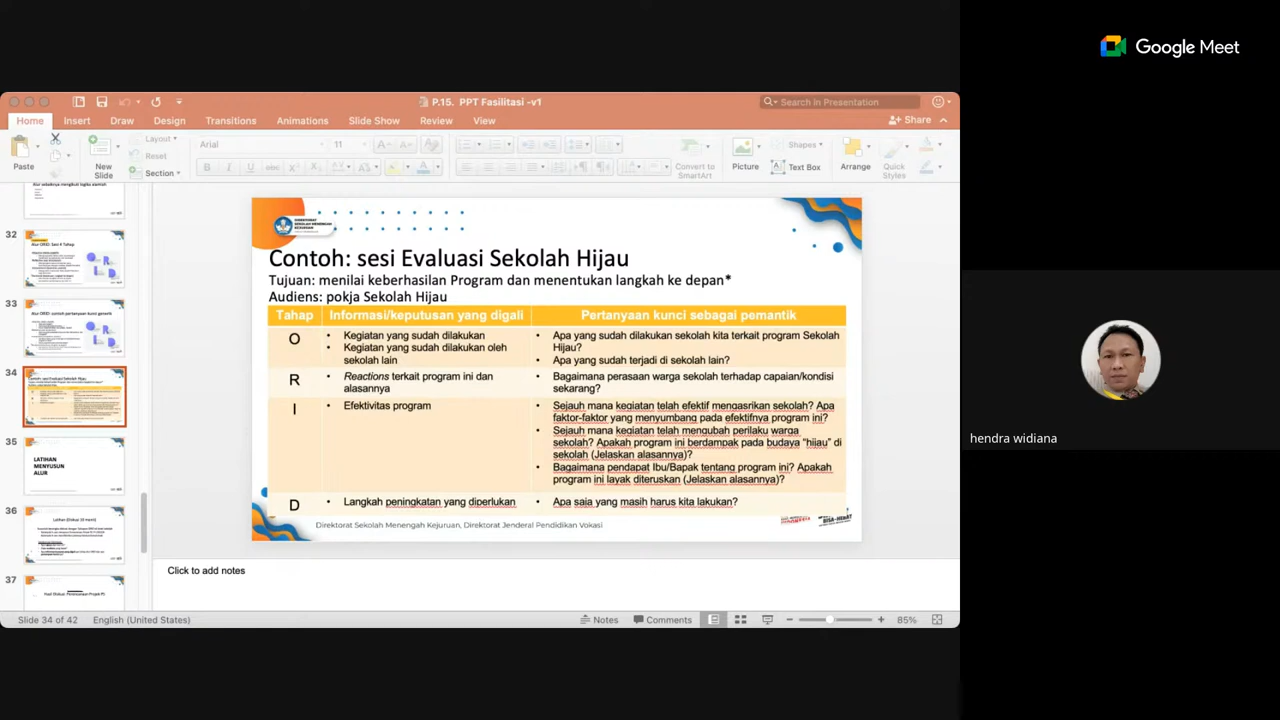 Google Meet
P.15. PPT Fasilitasi -v1
Search in Presentation
Home Insert Draw Design Transitions Animations Slide Show Review View
Share
Paste
New
Slide
Layout
Reset
Section
Arial 11
Convert to
SmartArt
Picture
Shapes
Text Box
Arrange
Quick
Styles
32
33
34
35
LATIHAN
MENYUSUN
ALUR
36
37
DIREKTORAT
SEKOLAH MENENGAH
KEJURUAN
Contoh: sesi Evaluasi Sekolah Hijau
Tujuan: menilai keberhasilan Program dan menentukan langkah ke depan*
Audiens: pokja Sekolah Hijau
Tahap Informasi/keputusan yang digali Pertanyaan kunci sebagai pemantik
O
• Kegiatan yang sudah dilakukan
• Kegiatan yang sudah dilakukan oleh
sekolah lain
• Apa yang sudah dilakukan sekolah kita terkait program Sekolah
Hijau?
• Apa yang sudah terjadi di sekolah lain?
R
• Reactions terkait program ini dan
alasannya
• Bagaimana perasaan warga sekolah terhadap capaian/kondisi
sekarang?
I
• Efektivitas program
• Sejauh mana kegiatan telah efektif mengasrikan sekolah? Apa
faktor-faktor yang menyumbang pada efektifnya program ini?
• Sejauh mana kegiatan telah mengubah perilaku warga
sekolah? Apakah program ini berdampak pada budaya “hijau” di
sekolah (Jelaskan alasannya)?
• Bagaimana pendapat Ibu/Bapak tentang program ini? Apakah
program ini layak diteruskan (Jelaskan alasannya)?
D
• Langkah peningkatan yang diperlukan
• Apa saja yang masih harus kita lakukan?
Direktorat Sekolah Menengah Kejuruan, Direktorat Jenderal Pendidikan Vokasi
Click to add notes
Slide 34 of 42 English (United States)
Notes Comments 85%
hendra widiana